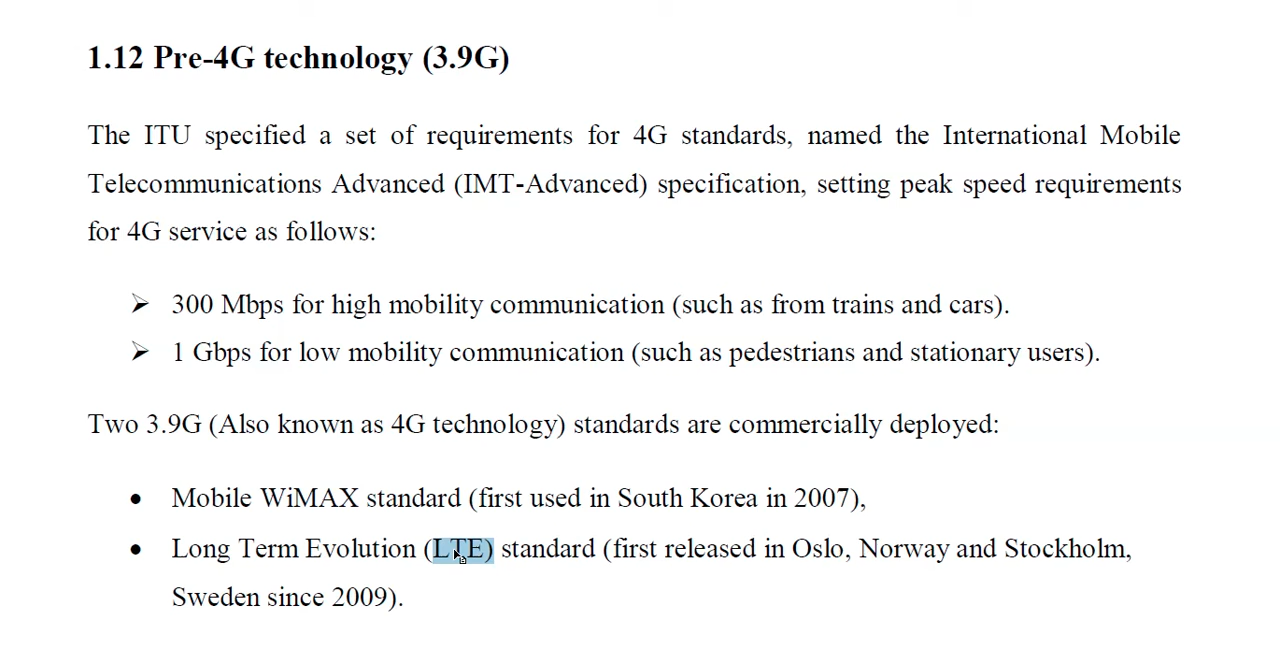 1.12 Pre-4G technology (3.9G)
The ITU specified a set of requirements for 4G standards, named the International Mobile
Telecommunications Advanced (IMT-Advanced) specification, setting peak speed requirements
for 4G service as follows:
➢ 300 Mbps for high mobility communication (such as from trains and cars).
➢ 1 Gbps for low mobility communication (such as pedestrians and stationary users).
Two 3.9G (Also known as 4G technology) standards are commercially deployed:
• Mobile WiMAX standard (first used in South Korea in 2007),
• Long Term Evolution (LTE) standard (first released in Oslo, Norway and Stockholm,
Sweden since 2009).